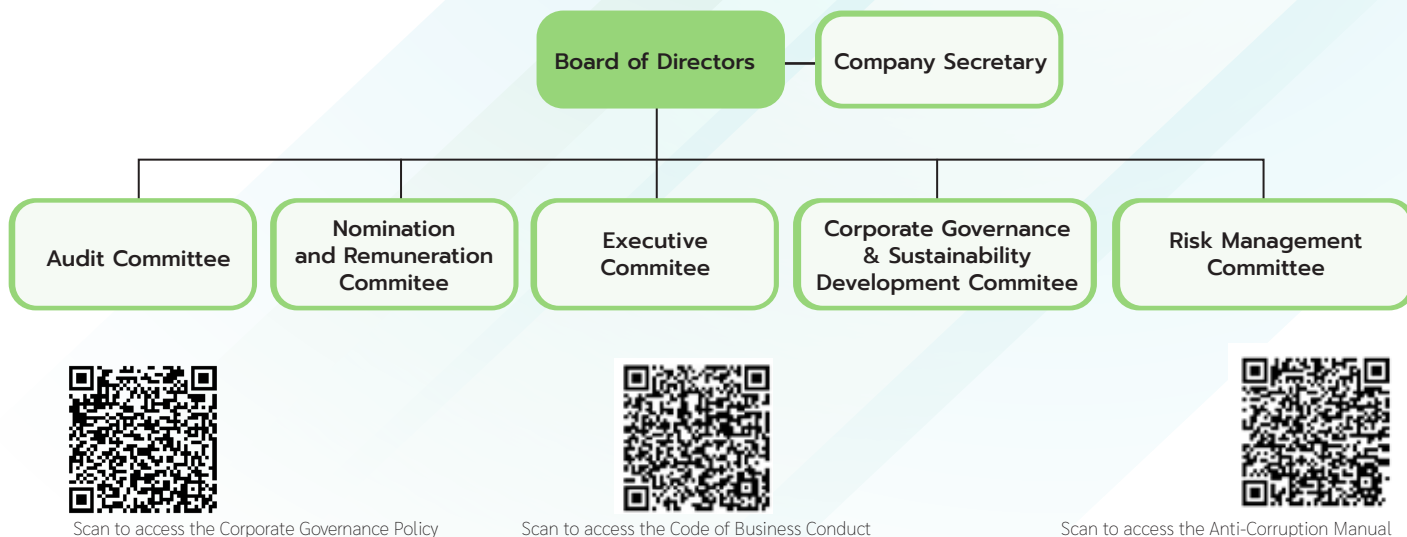 Board of Directors
Company Secretary
Audit Committee
Nomination
and Remuneration
Commitee
Executive
Commitee
Corporate Governance
& Sustainability
Development Commitee
Risk Management
Committee
Scan to access the Corporate Governance Policy
Scan to access the Code of Business Conduct
Scan to access the Anti-Corruption Manual